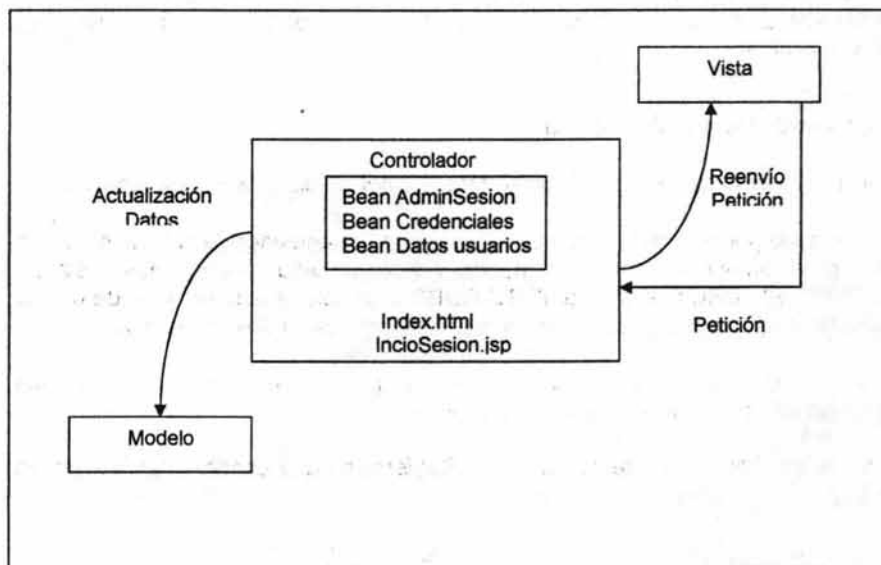 Vista
Controlador
Bean AdminSesion
Bean Credenciales
Bean Datos usuarios
Index.html
IncioSesion.jsp
Actualización
Datos
Reenvío
Petición
Petición
Modelo